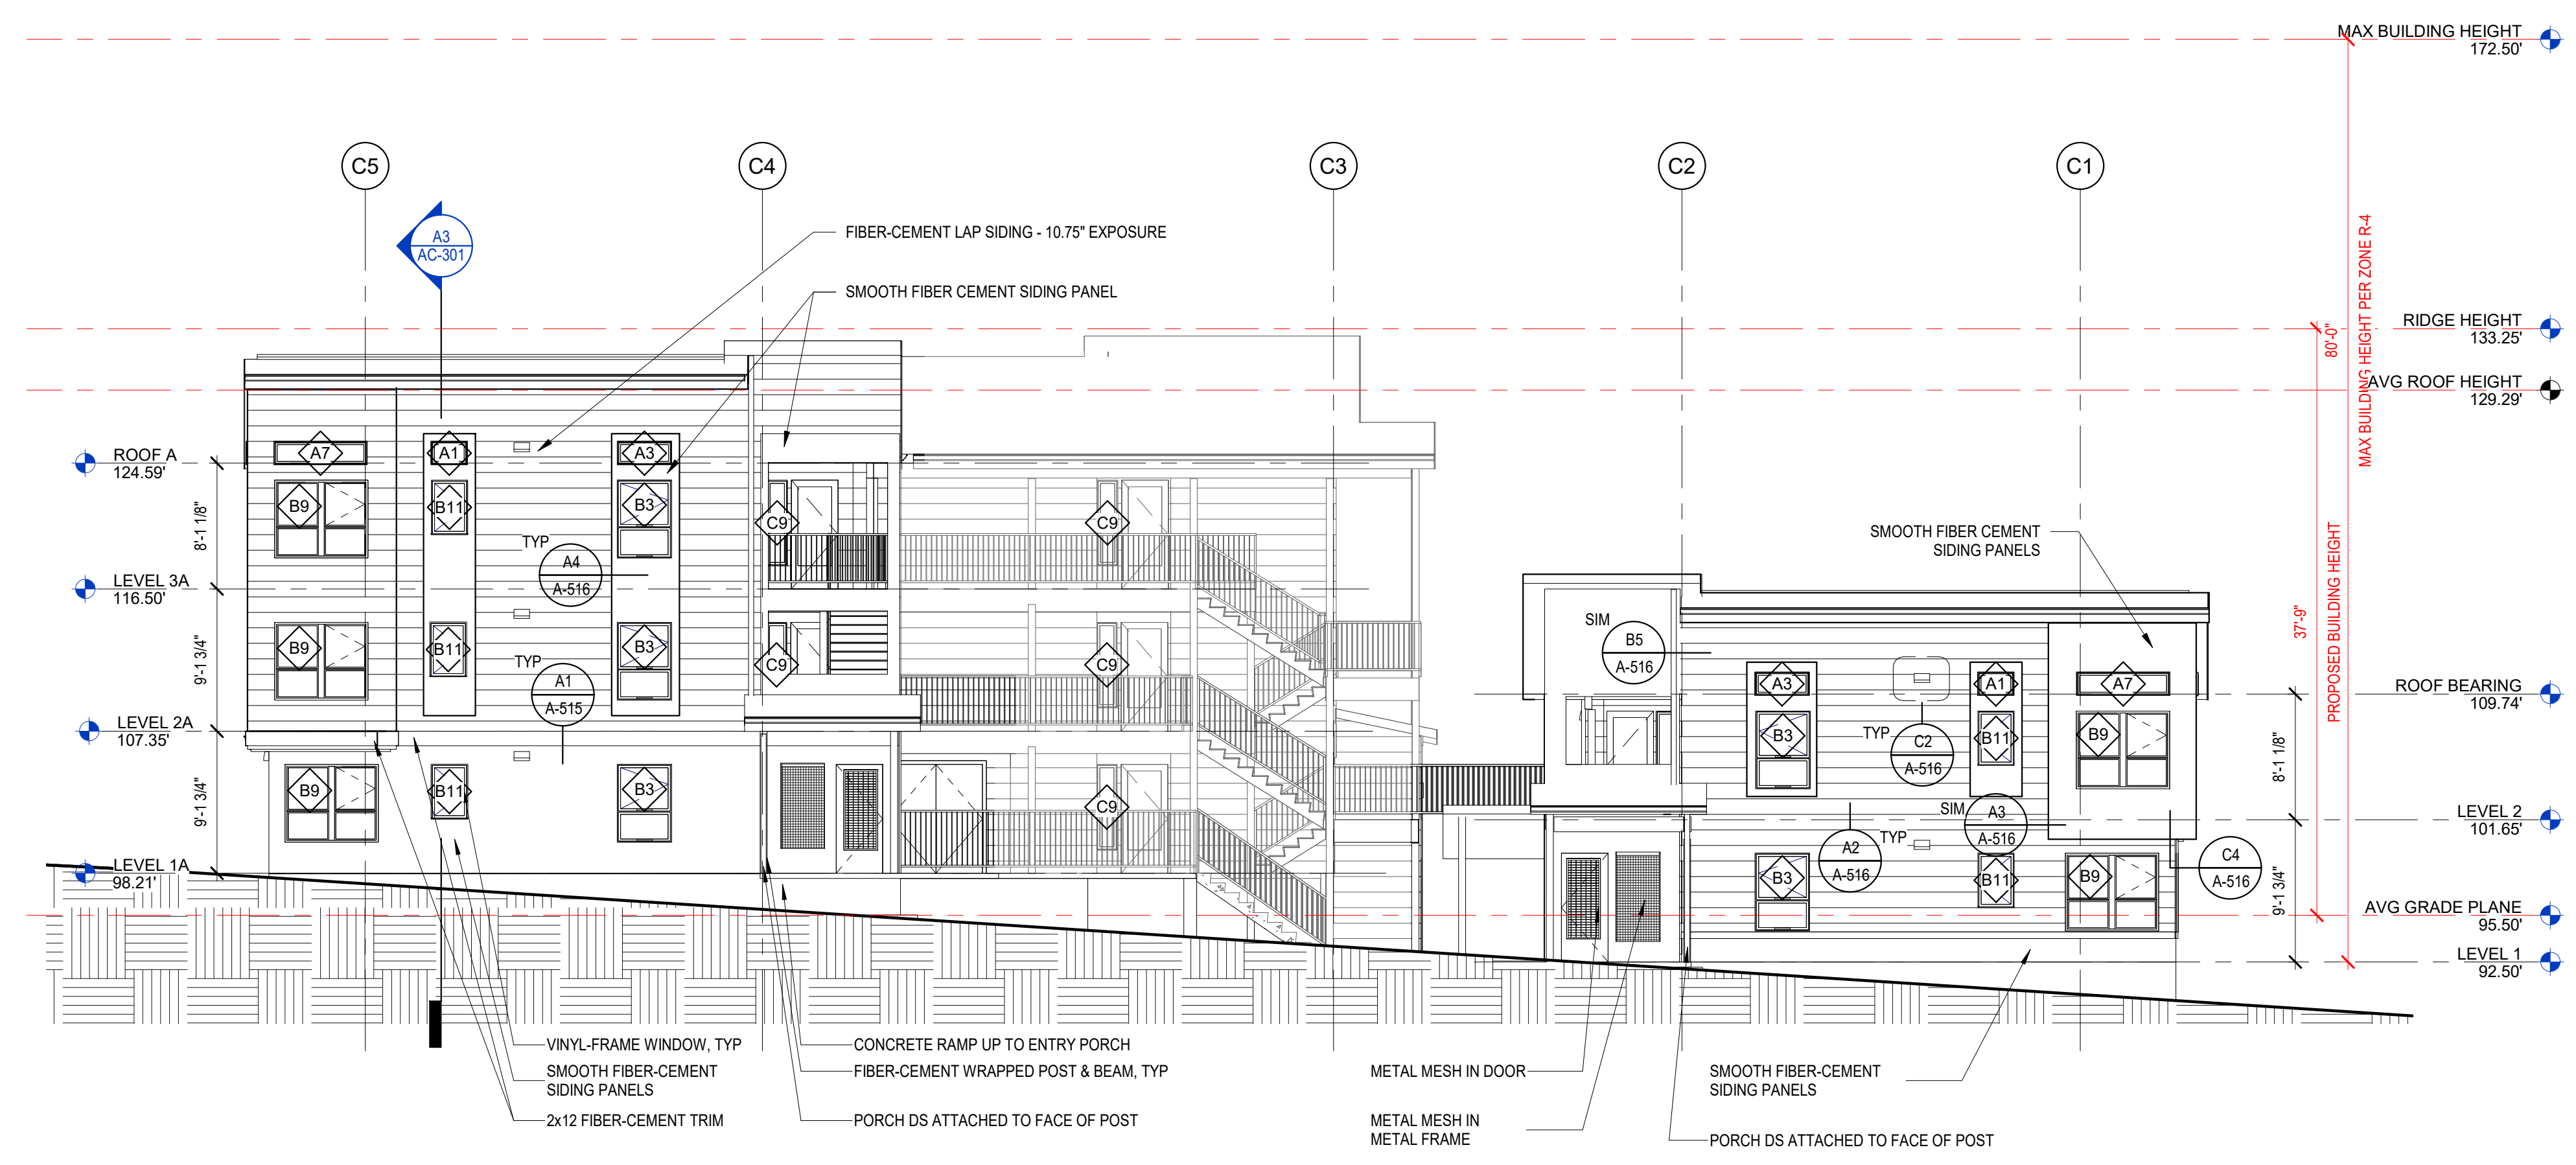 MAX BUILDING HEIGHT
172.50'
C5
C4
C3
C2
C1
A3
AC-301
FIBER-CEMENT LAP SIDING - 10.75" EXPOSURE
SMOOTH FIBER CEMENT SIDING PANEL
MAX BUILDING HEIGHT PER ZONE R-4
80'-0"
RIDGE HEIGHT
133.25'
AVG ROOF HEIGHT
129.29'
ROOF A
124.59'
A7
A1
A3
8'-1 1/8"
B9
B11
B3
C9
C9
TYP
A4
A-516
LEVEL 3A
116.50'
SMOOTH FIBER CEMENT
SIDING PANELS
PROPOSED BUILDING HEIGHT
37'-9"
9'-1 3/4"
B9
B11
B3
C9
C9
TYP
A1
A-515
SIM
B5
A-516
A3
A1
A7
ROOF BEARING
109.74'
LEVEL 2A
107.35'
B3
B11
B9
TYP
C2
A-516
8'-1 1/8"
9'-1 3/4"
B9
B11
B3
C9
SIM
A3
A-516
LEVEL 2
101.65'
TYP
A2
A-516
C4
A-516
LEVEL 1A
98.21'
B3
B11
B9
9'-1 3/4"
AVG GRADE PLANE
95.50'
LEVEL 1
92.50'
VINYL-FRAME WINDOW, TYP
SMOOTH FIBER-CEMENT
SIDING PANELS
2x12 FIBER-CEMENT TRIM
CONCRETE RAMP UP TO ENTRY PORCH
FIBER-CEMENT WRAPPED POST & BEAM, TYP
PORCH DS ATTACHED TO FACE OF POST
METAL MESH IN DOOR
METAL MESH IN
METAL FRAME
SMOOTH FIBER-CEMENT
SIDING PANELS
PORCH DS ATTACHED TO FACE OF POST